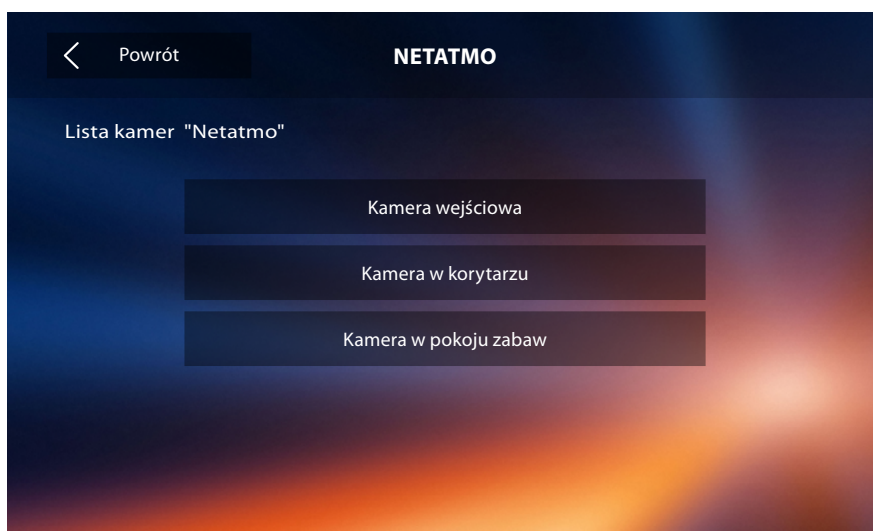 Powrót
NETATMO
Lista kamer "Netatmo"
Kamera wejściowa
Kamera w korytarzu
Kamera w pokoju zabaw